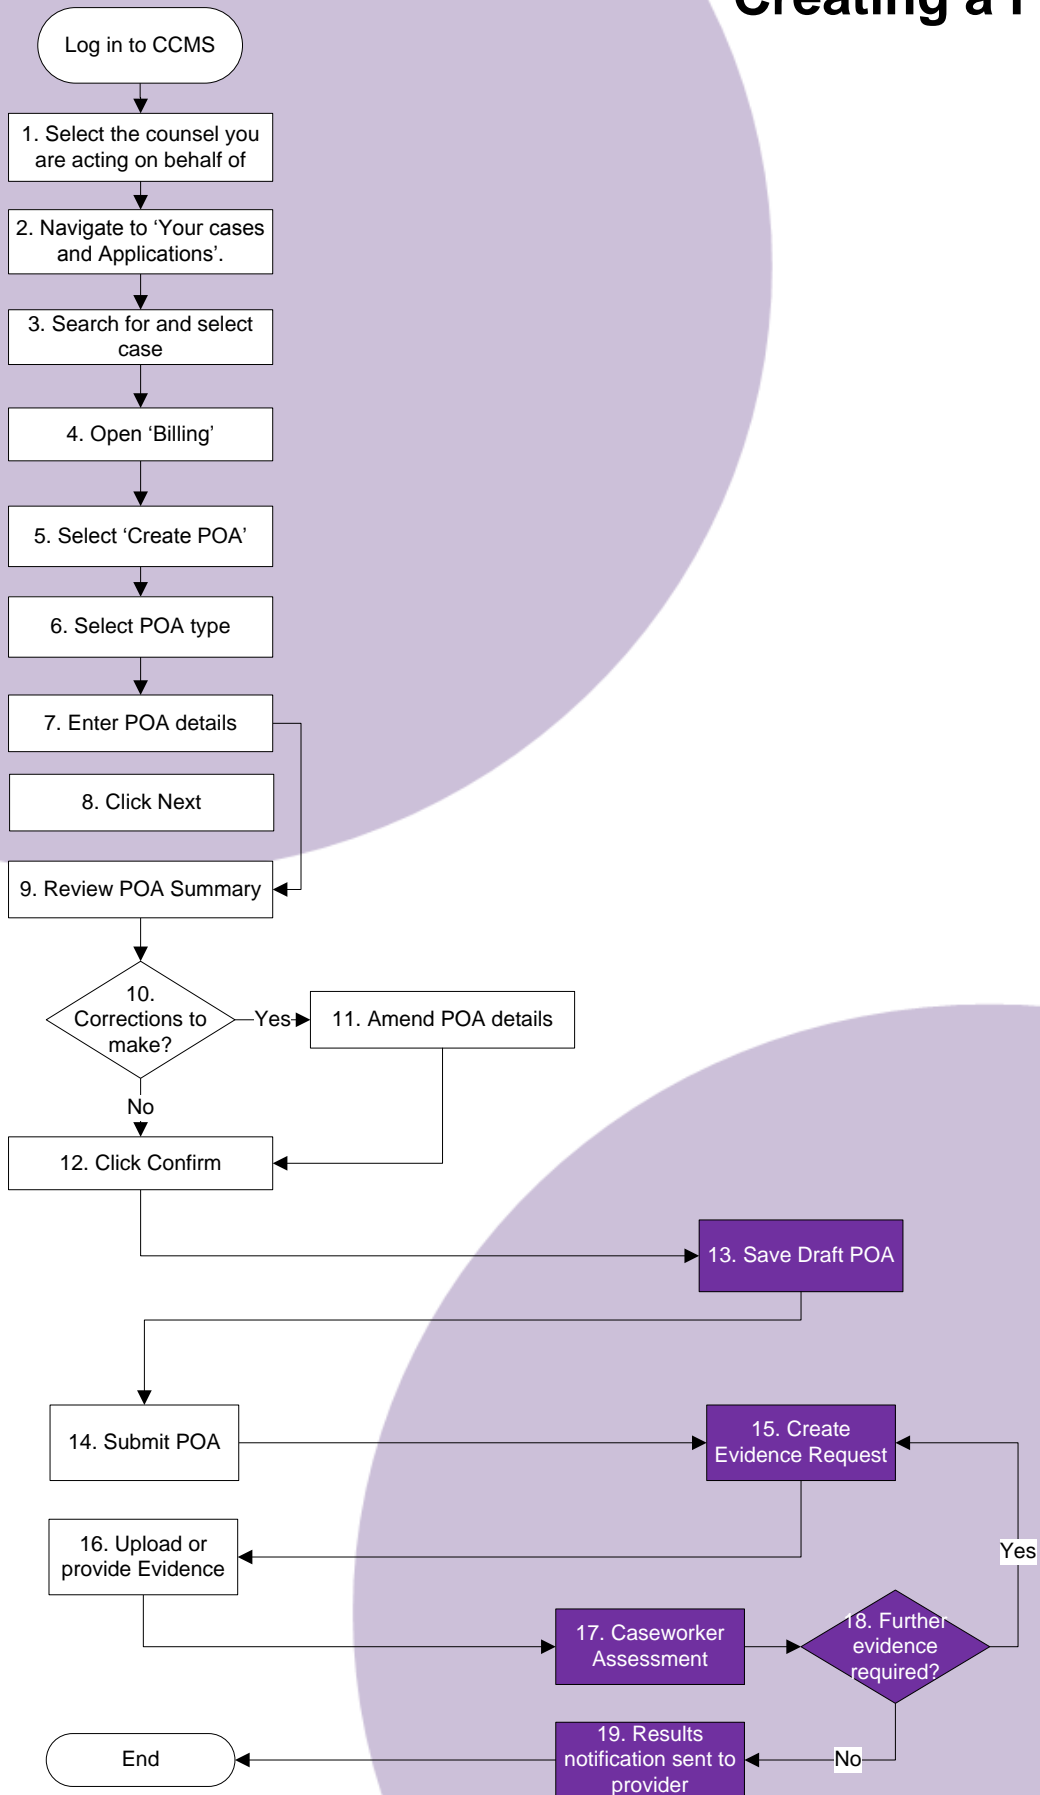 Creating a
Log in to CCMS
1. Select the counsel you
are acting on behalf of
2. Navigate to ‘Your cases
and Applications’.
3. Search for and select
case
4. Open ‘Billing’
5. Select ‘Create POA’
6. Select POA type
7. Enter POA details
8. Click Next
9. Review POA Summary
10.
Corrections to
make?
Yes
11. Amend POA details
No
12. Click Confirm
13. Save Draft POA
14. Submit POA
15. Create
Evidence Request
16. Upload or
provide Evidence
Yes
17. Caseworker
Assessment
18. Further
evidence
required?
19. Results
notification sent to
provider
No
End